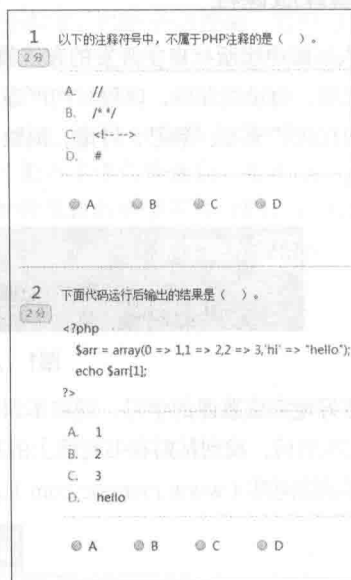 1 以下的注释符号中，不属于PHP注释的是（ ）。
2分
A. //
B. /* */
C. <!---->
D. #
A B C D
2 下面代码运行后输出的结果是（ ）。
2分
<?php
$arr = array(0 => 1,1 => 2,2 => 3,'hi' => "hello");
echo $arr[1];
?>
A. 1
B. 2
C. 3
D. hello
A B C D